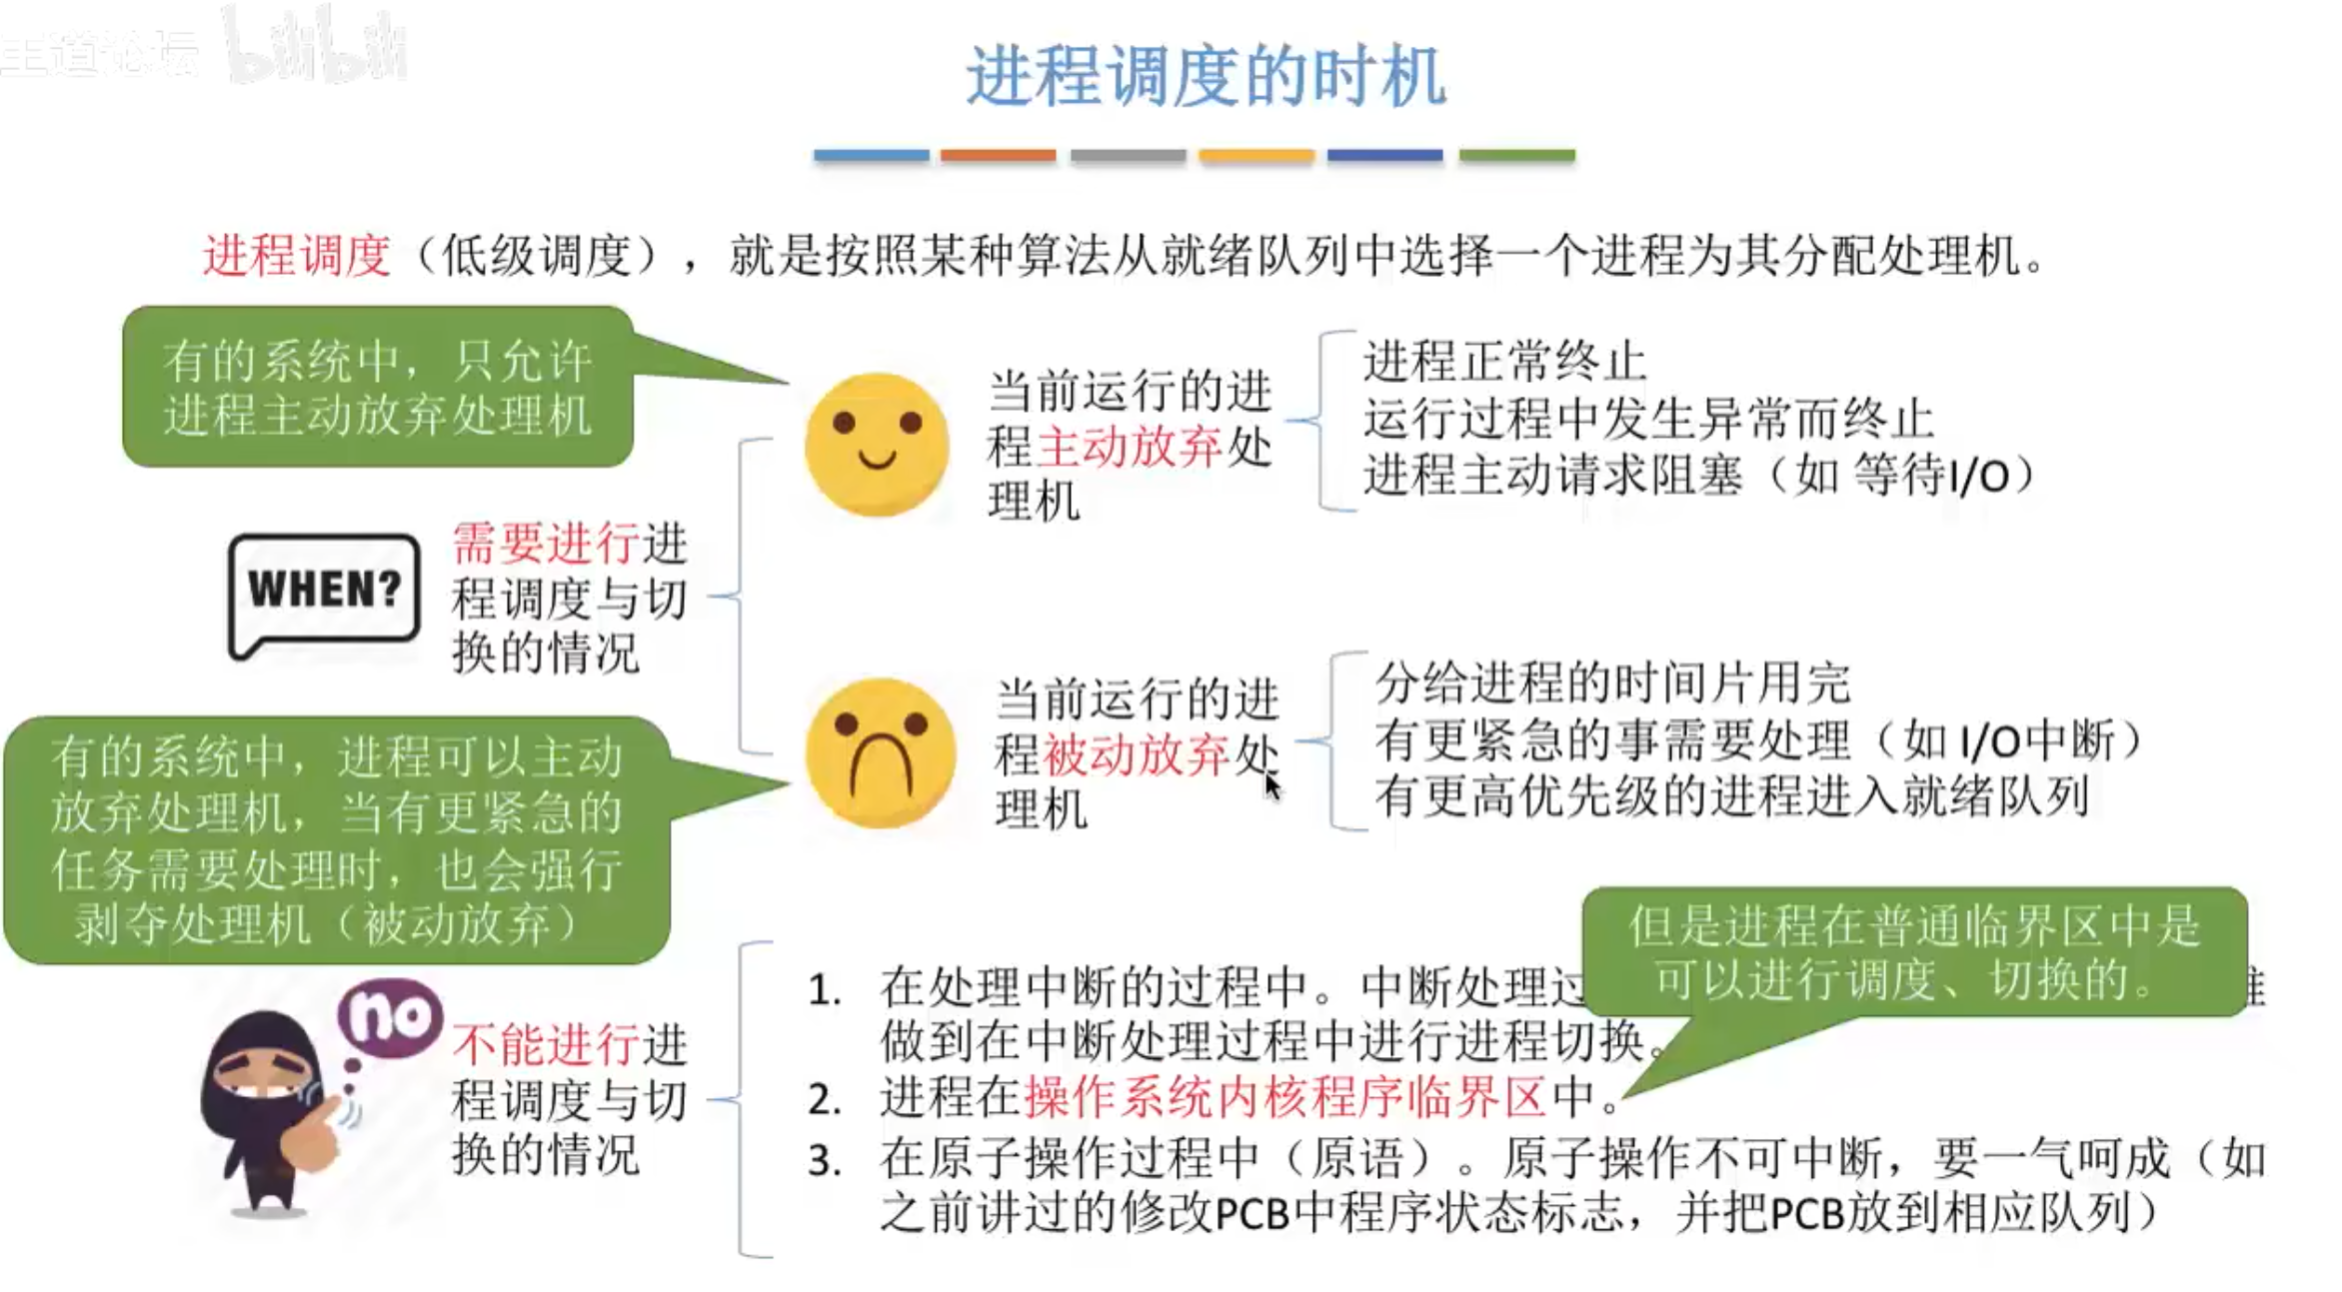 王道论坛 bilibili
进程调度的时机
进程调度（低级调度），就是按照某种算法从就绪队列中选择一个进程为其分配处理机。
有的系统中，只允许
进程主动放弃处理机
当前运行的进
程主动放弃处
理机
进程正常终止
运行过程中发生异常而终止
进程主动请求阻塞（如 等待I/O）
WHEN?
需要进行进
程调度与切
换的情况
有的系统中，进程可以主动
放弃处理机，当有更紧急的
任务需要处理时，也会强行
剥夺处理机（被动放弃）
当前运行的进
程被动放弃处
理机
分给进程的时间片用完
有更紧急的事需要处理（如 I/O中断）
有更高优先级的进程进入就绪队列
no
不能进行进
程调度与切
换的情况
但是进程在普通临界区中是
可以进行调度、切换的。
1. 在处理中断的过程中。中断处理过
做到在中断处理过程中进行进程切换。
2. 进程在操作系统内核程序临界区中。
3. 在原子操作过程中（原语）。原子操作不可中断，要一气呵成（如
之前讲过的修改PCB中程序状态标志，并把PCB放到相应队列）